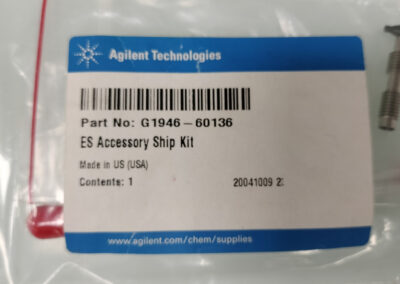 Agilent Technologies
Part No: G1946-60136
ES Accessory Ship Kit
Made in US (USA)
Contents: 1 20041009 2
www.agilent.com/chem/supplies